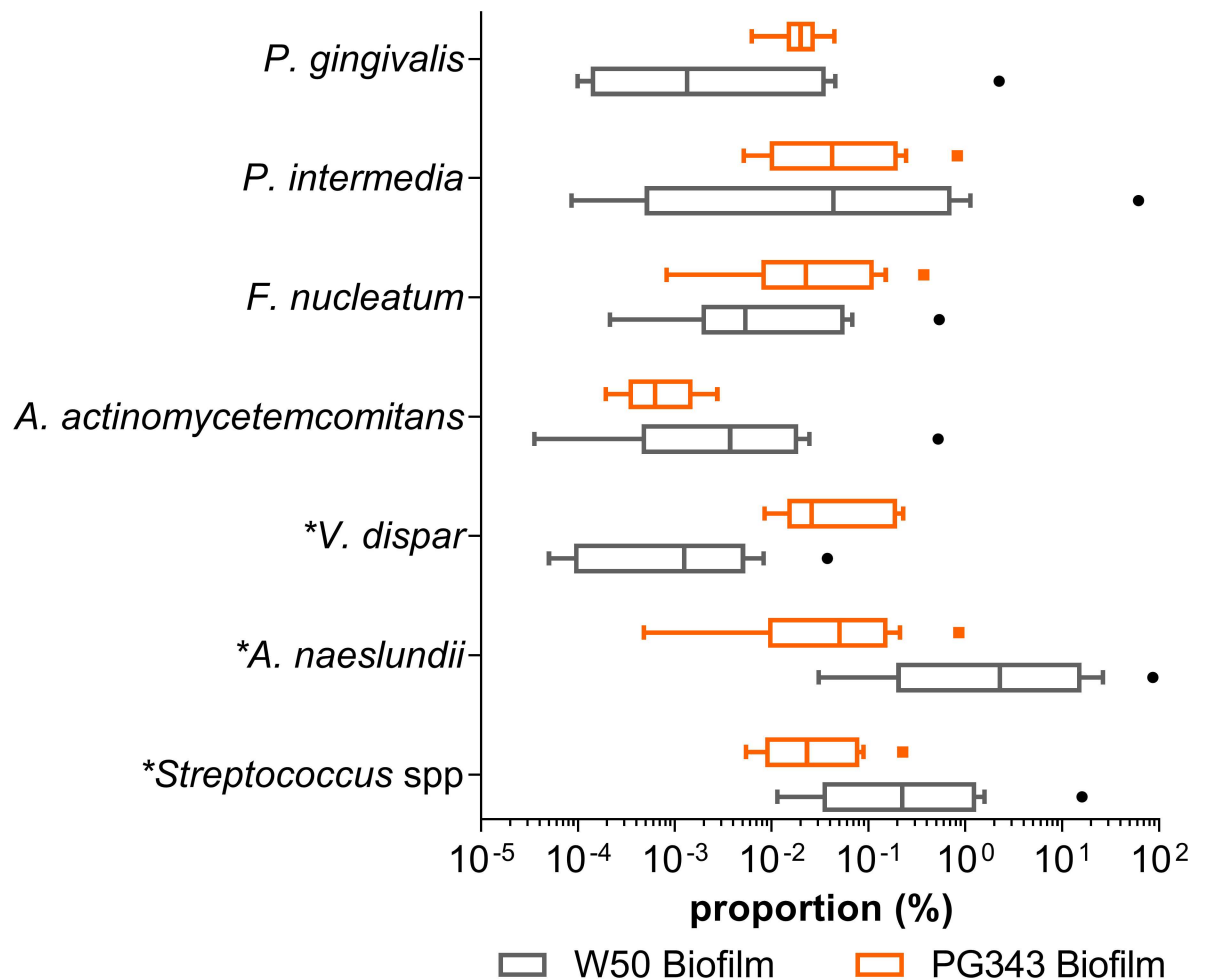 P. gingivalis
P. intermedia
F. nucleatum
A. actinomycetemcomitans
*V. dispar
*A. naeslundii
*Streptococcus spp
10⁻⁵ 10⁻⁴ 10⁻³ 10⁻² 10⁻¹ 10⁰ 10¹ 10²
proportion (%)
W50 Biofilm PG343 Biofilm